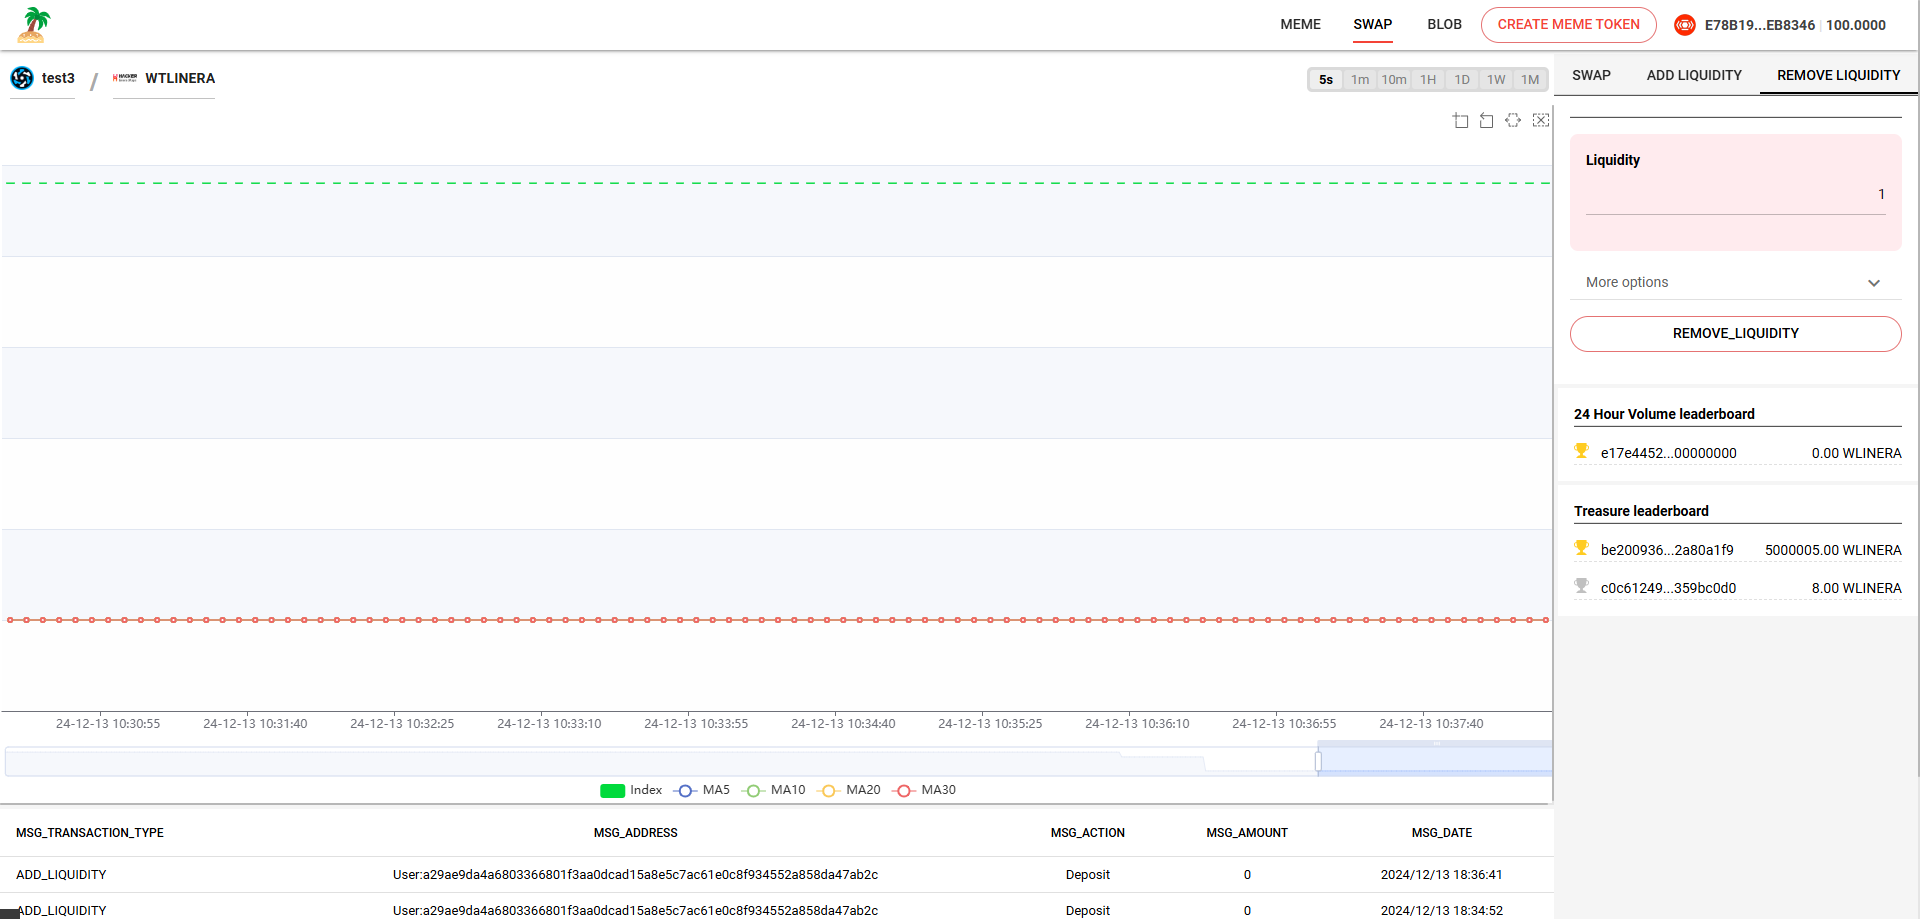 MEME SWAP BLOB CREATE MEME TOKEN E78B19...EB8346 100.0000
test3 / WTLINERA
5s 1m 10m 1H 1D 1W 1M
SWAP ADD LIQUIDITY REMOVE LIQUIDITY
Liquidity
1
More options
REMOVE_LIQUIDITY
24 Hour Volume leaderboard
e17e4452...00000000 0.00 WLINERA
Treasure leaderboard
be200936...2a80a1f9 5000005.00 WLINERA
c0c61249...359bc0d0 8.00 WLINERA
24-12-13 10:30:55 24-12-13 10:31:40 24-12-13 10:32:25 24-12-13 10:33:10 24-12-13 10:33:55 24-12-13 10:34:40 24-12-13 10:35:25 24-12-13 10:36:10 24-12-13 10:36:55 24-12-13 10:37:40
Index MA5 MA10 MA20 MA30
MSG_TRANSACTION_TYPE MSG_ADDRESS MSG_ACTION MSG_AMOUNT MSG_DATE
ADD_LIQUIDITY User:a29ae9da4a6803366801f3aa0dcad15a8e5c7ac61e0c8f934552a858da47ab2c Deposit 0 2024/12/13 18:36:41
ADD_LIQUIDITY User:a29ae9da4a6803366801f3aa0dcad15a8e5c7ac61e0c8f934552a858da47ab2c Deposit 0 2024/12/13 18:34:52